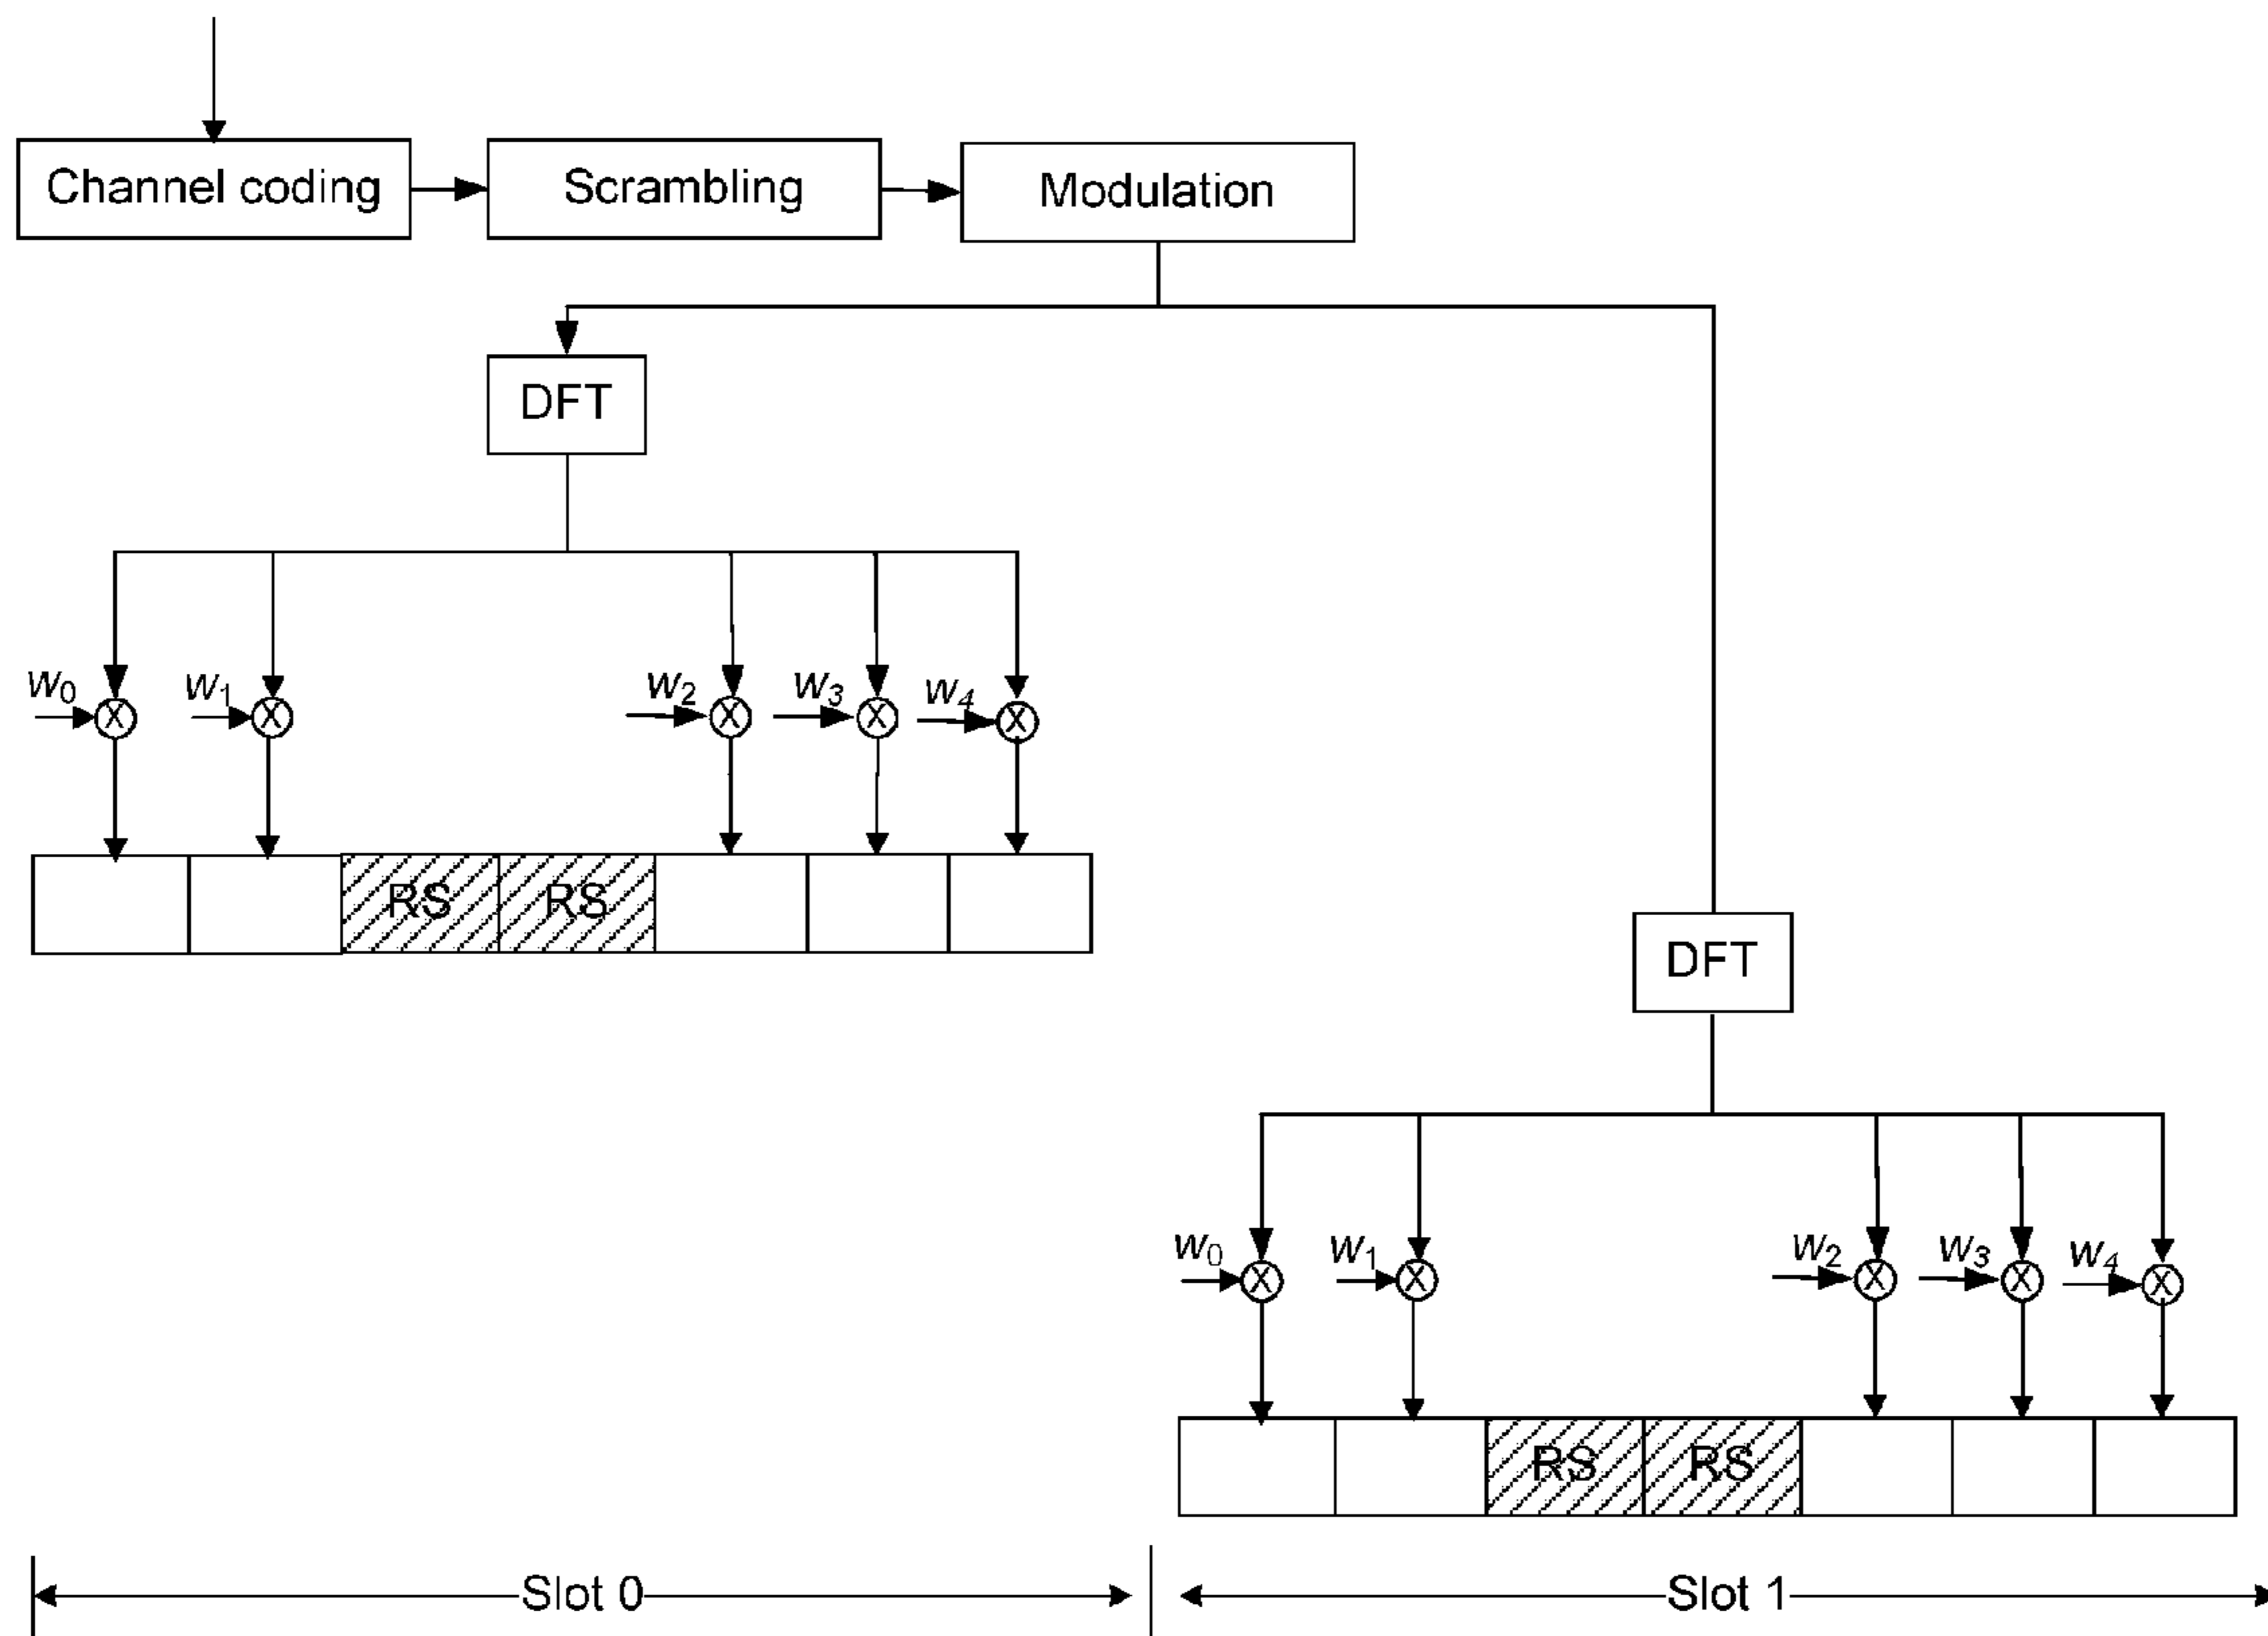 Channel coding Scrambling Modulation
DFT
w0 w1 w2 w3 w4
X X X X X
RS RS
DFT
w0 w1 w2 w3 w4
X X X X X
RS RS
Slot 0 Slot 1